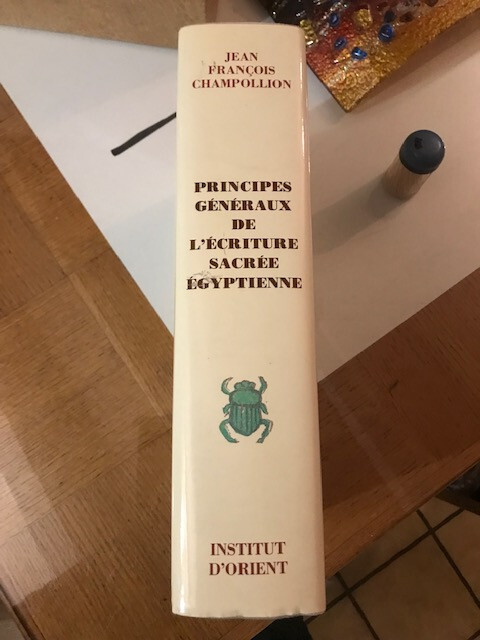 JEAN
FRANÇOIS
CHAMPOLLION
PRINCIPES
GÉNÉRAUX
DE
L'ÉCRITURE
SACRÉE
ÉGYPTIENNE
INSTITUT
D'ORIENT